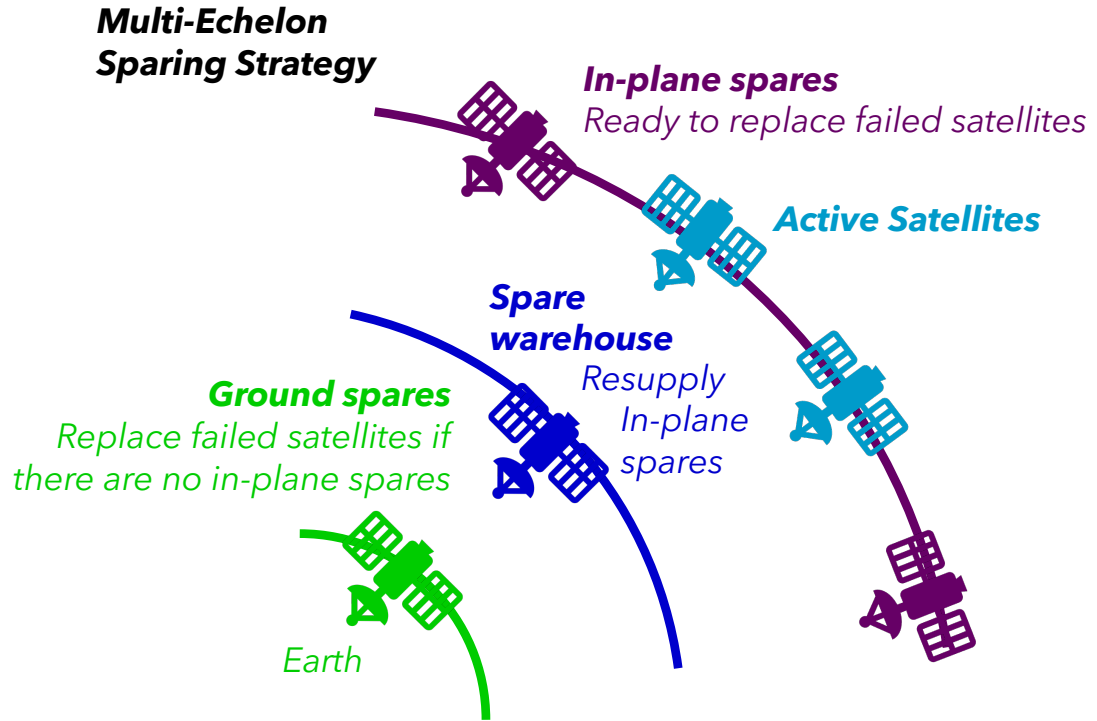 Multi-Echelon
Sparing Strategy
In-plane spares
Ready to replace failed satellites
Active Satellites
Spare
warehouse
Resupply
In-plane
spares
Ground spares
Replace failed satellites if
there are no in-plane spares
Earth